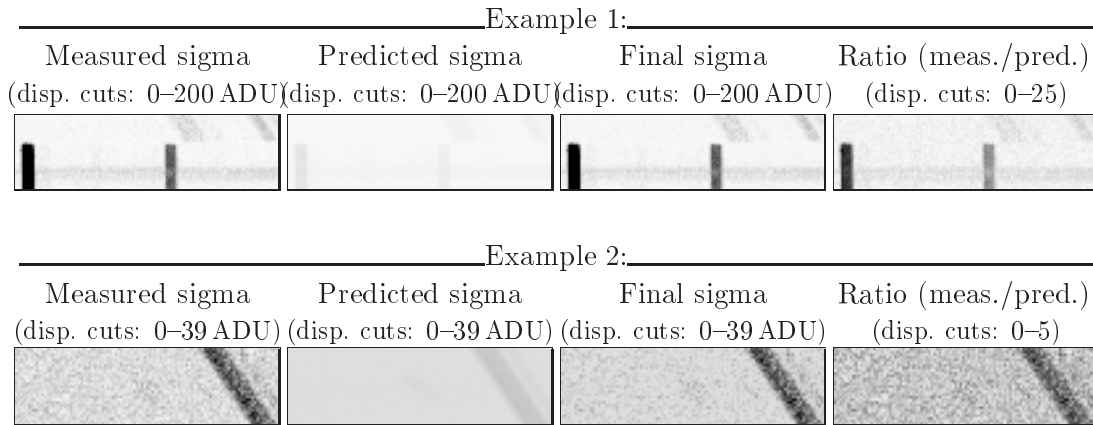 Example 1:
Measured sigma Predicted sigma Final sigma Ratio (meas./pred.)
(disp. cuts: 0–200 ADU) (disp. cuts: 0–200 ADU) (disp. cuts: 0–200 ADU) (disp. cuts: 0–25)
Example 2:
Measured sigma Predicted sigma Final sigma Ratio (meas./pred.)
(disp. cuts: 0–39 ADU) (disp. cuts: 0–39 ADU) (disp. cuts: 0–39 ADU) (disp. cuts: 0–5)